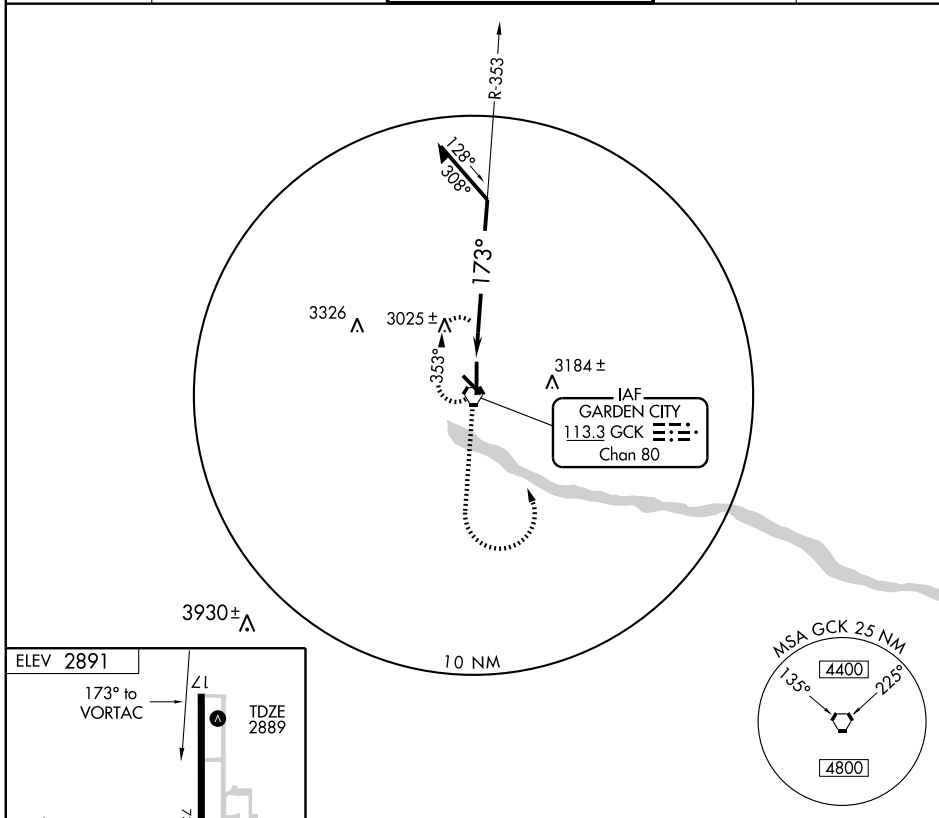 R-353
128°
308°
173°
3326
3025 ±
353°
3184 ±
IAF
GARDEN CITY
113.3 GCK
Chan 80
3930 ±
10 NM
MSA GCK 25 NM
135°
4400
225°
4800
ELEV 2891
173° to
VORTAC
17
TDZE
2889